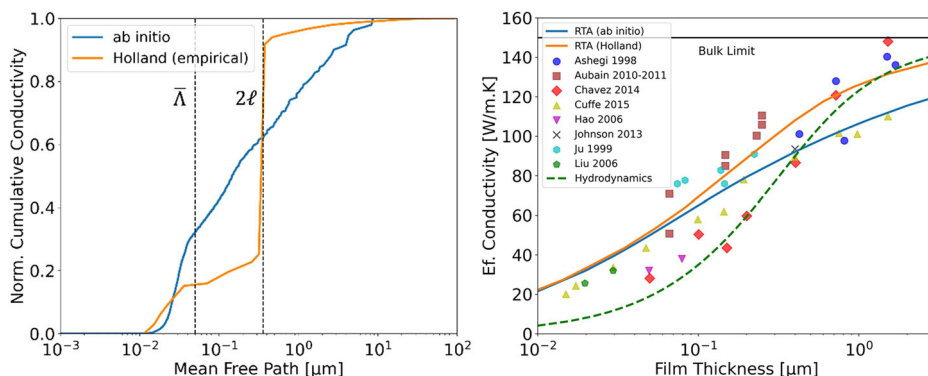 Norm. Cumulative Conductivity
1.0
0.8
0.6
0.4
0.2
0.0
ab initio
Holland (empirical)
Λ̅
2ℓ
10⁻³
10⁻²
10⁻¹
10⁰
10¹
10²
Mean Free Path [μm]
Ef. Conductivity [W/m.K]
160
140
120
100
80
60
40
20
0
RTA (ab initio)
RTA (Holland)
Ashegi 1998
Aubain 2010-2011
Chavez 2014
Cuffe 2015
Hao 2006
Johnson 2013
Ju 1999
Liu 2006
Hydrodynamics
Bulk Limit
10⁻²
10⁻¹
10⁰
Film Thickness [μm]